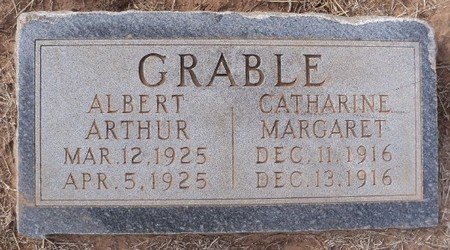 GRABLE
ALBERT
ARTHUR
MAR. 12, 1925
APR. 5, 1925
CATHARINE
MARGARET
DEC. 11, 1916
DEC. 13, 1916